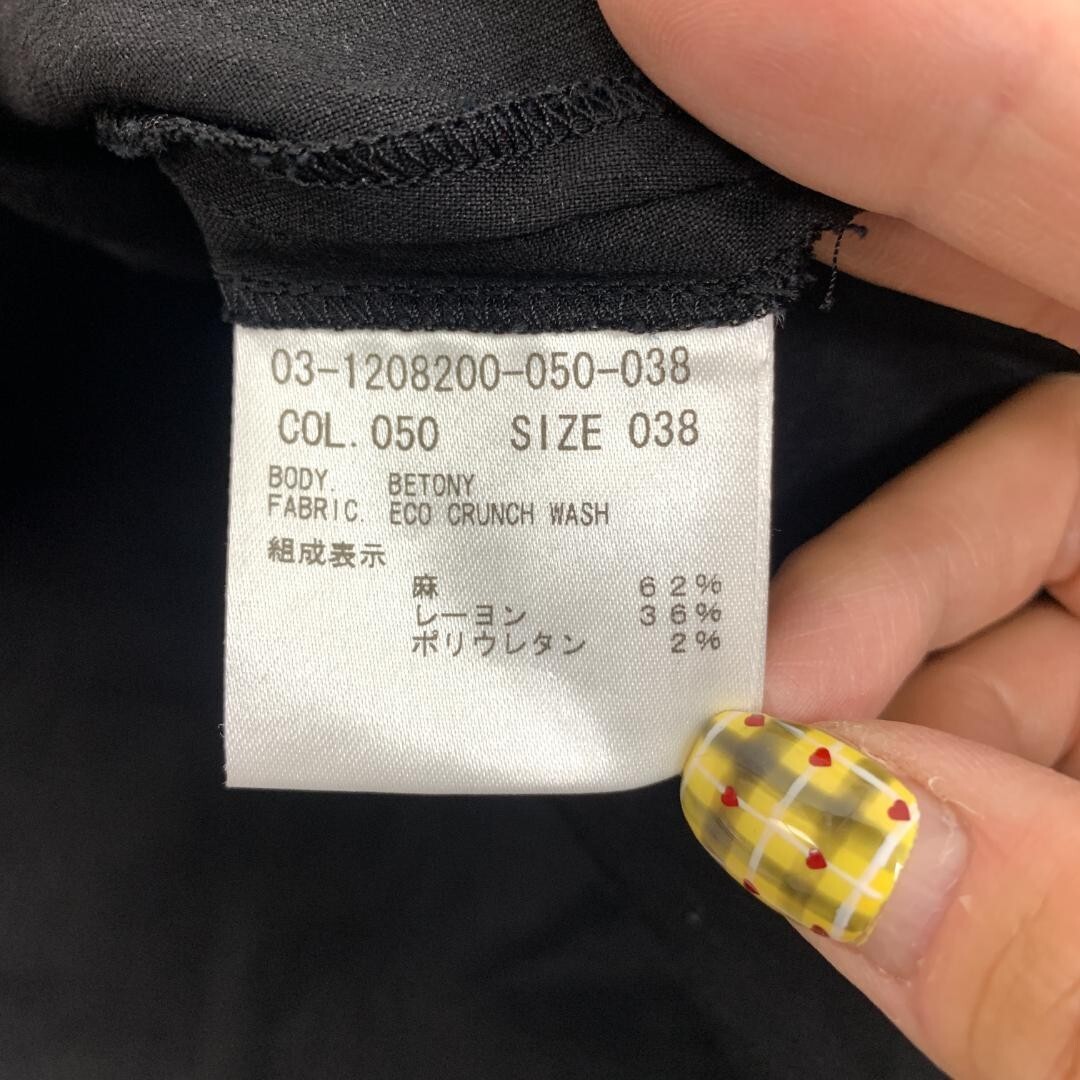 03-1208200-050-038
COL. 050 SIZE 038
BODY BETONY
FABRIC. ECO CRUNCH WASH
組成表示
麻 62%
レーヨン 36%
ポリウレタン 2%